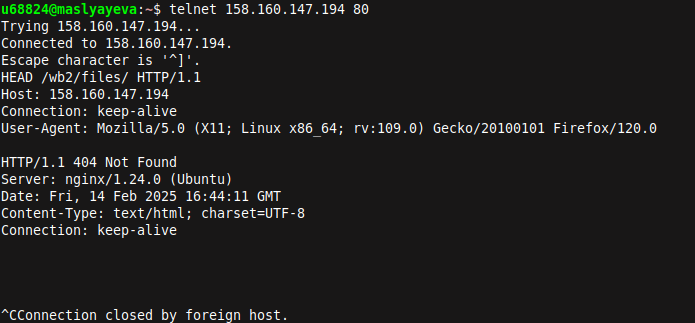 u68824@maslyayeva:~$ telnet 158.160.147.194 80
Trying 158.160.147.194...
Connected to 158.160.147.194.
Escape character is '^]'.
HEAD /wb2/files/ HTTP/1.1
Host: 158.160.147.194
Connection: keep-alive
User-Agent: Mozilla/5.0 (X11; Linux x86_64; rv:109.0) Gecko/20100101 Firefox/120.0

HTTP/1.1 404 Not Found
Server: nginx/1.24.0 (Ubuntu)
Date: Fri, 14 Feb 2025 16:44:11 GMT
Content-Type: text/html; charset=UTF-8
Connection: keep-alive

^CConnection closed by foreign host.